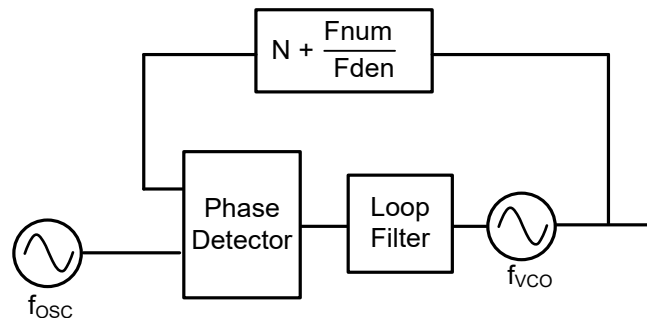 N + Fnum
Fden
Phase
Detector
Loop
Filter
fOSC
fVCO